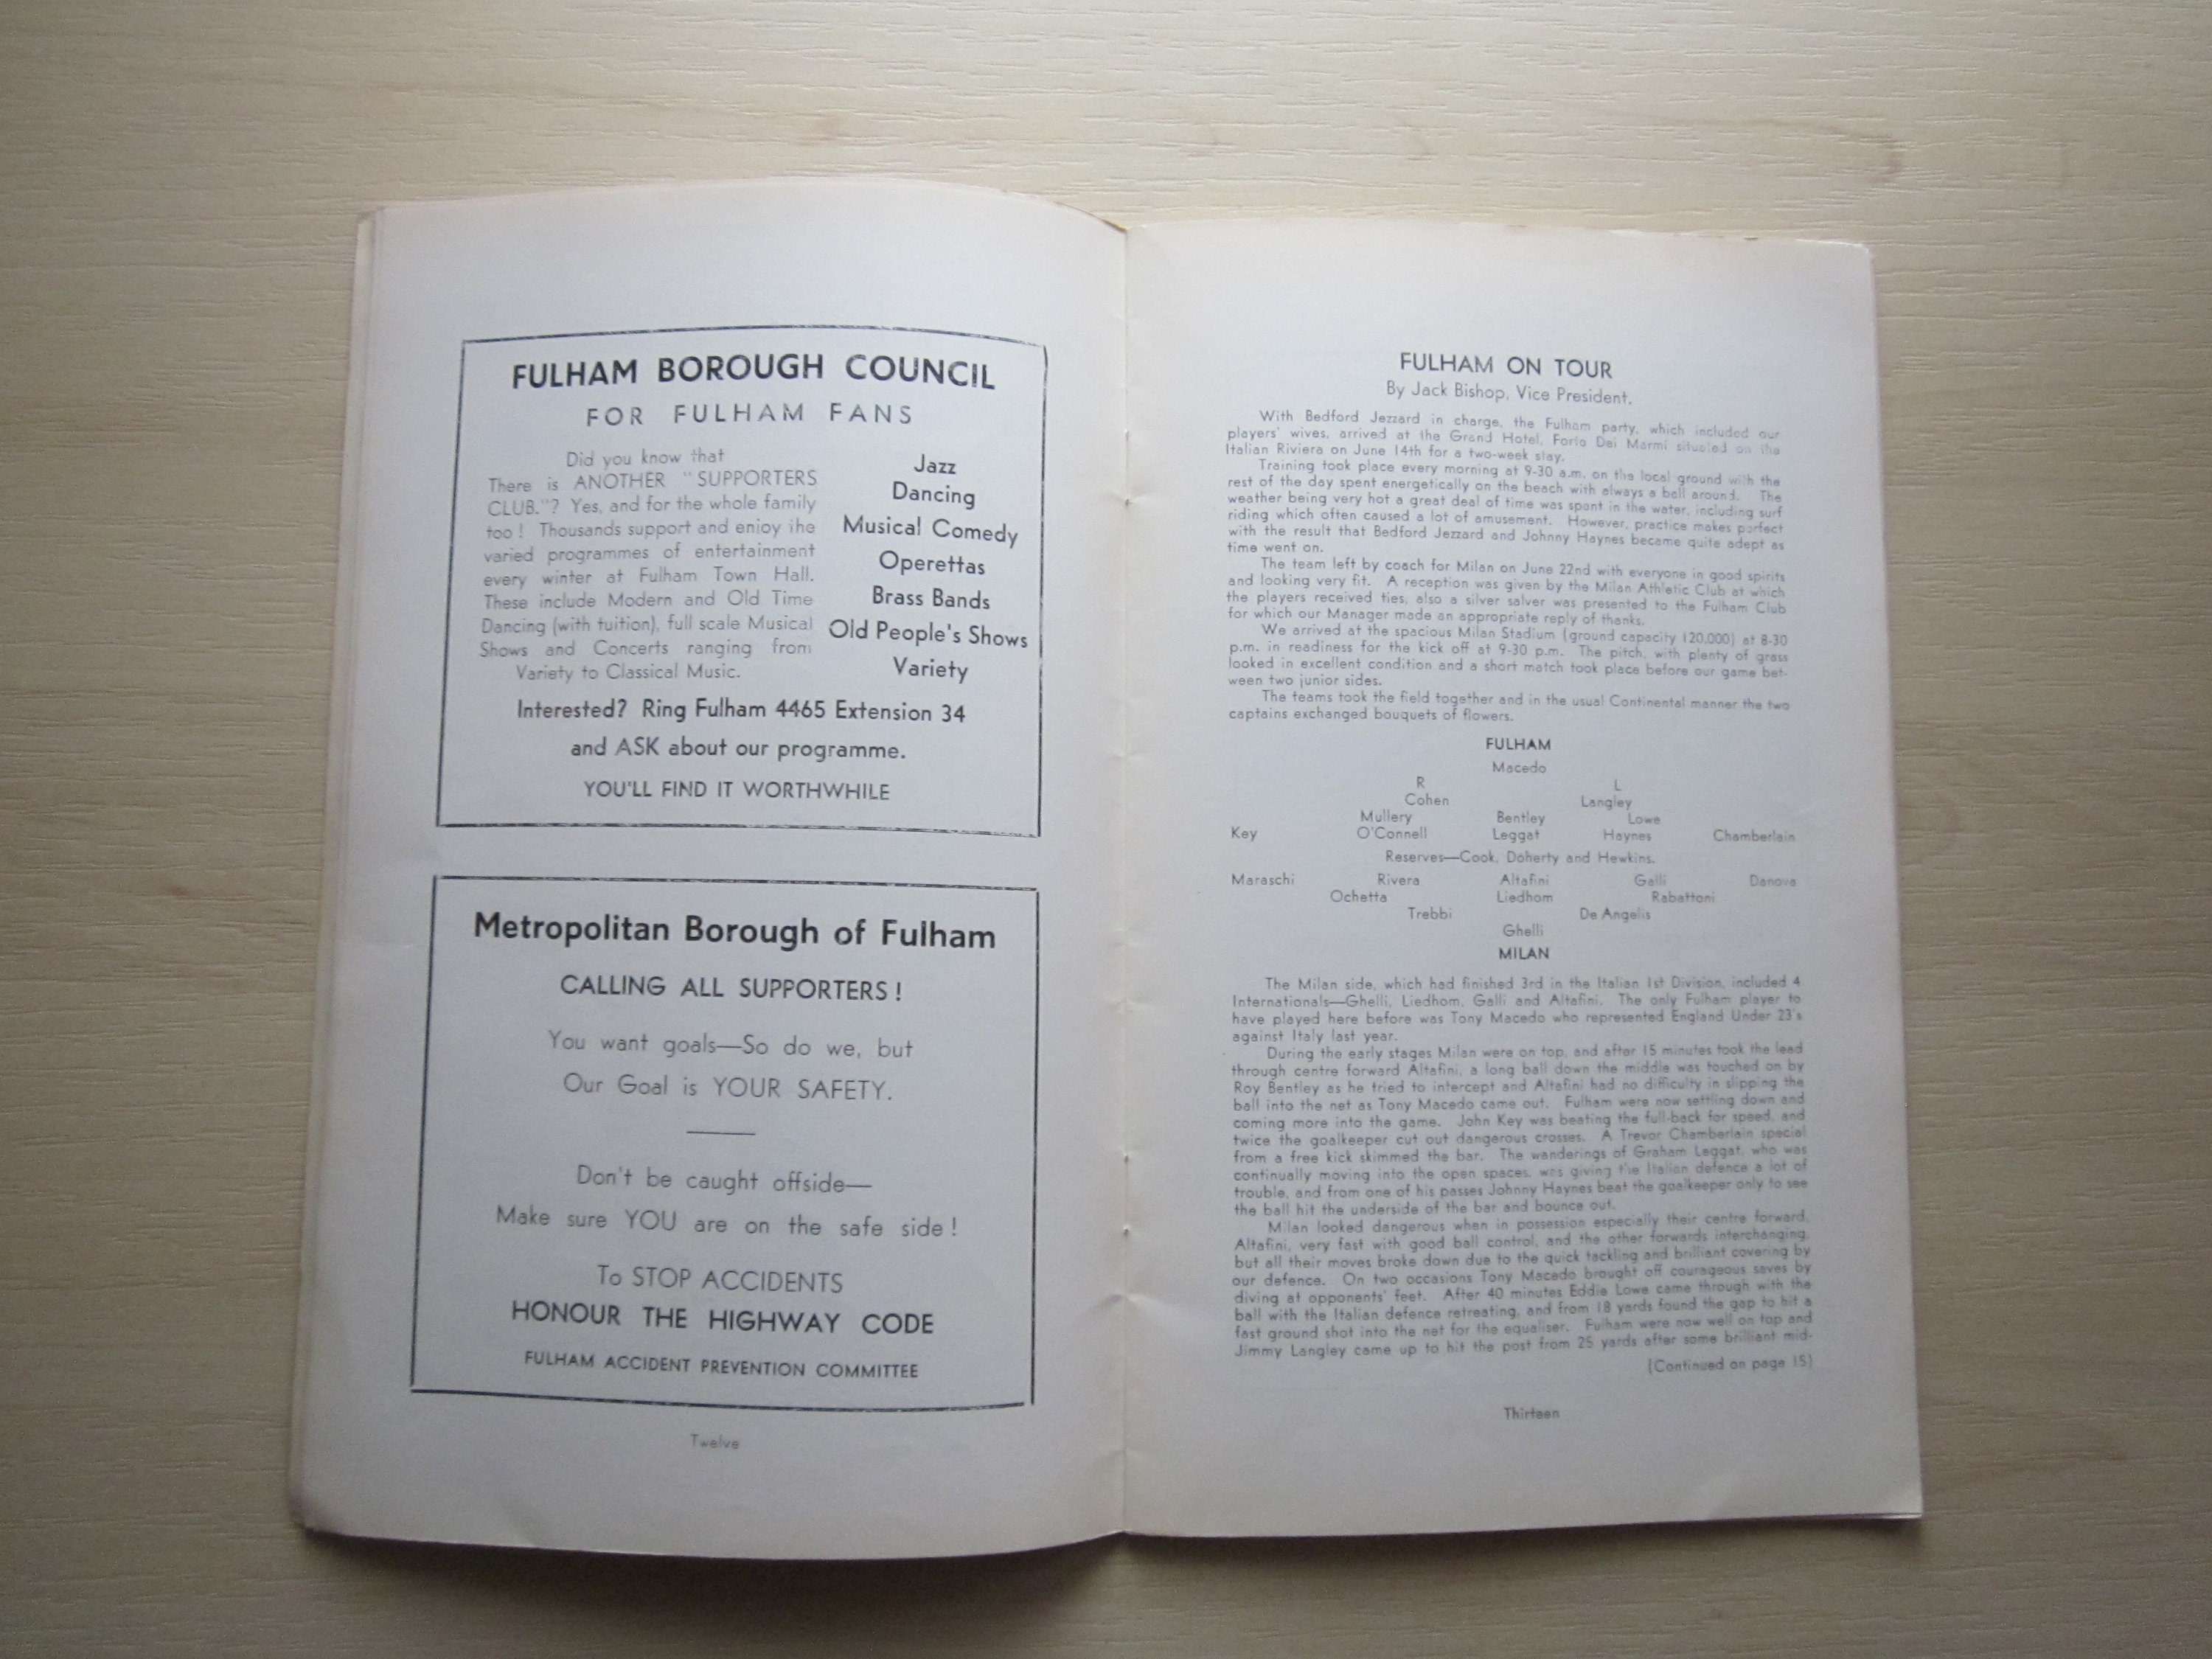 FULHAM BOROUGH COUNCIL
FOR FULHAM FANS
Did you know that
There is ANOTHER "SUPPORTERS
CLUB."? Yes, and for the whole family
too! Thousands support and enjoy the
varied programmes of entertainment
every winter at Fulham Town Hall.
These include Modern and Old Time
Dancing (with tuition), full scale Musical
Shows and Concerts ranging from
Variety to Classical Music.
Jazz
Dancing
Musical Comedy
Operettas
Brass Bands
Old People's Shows
Variety
Interested? Ring Fulham 4465 Extension 34
and ASK about our programme.
YOU'LL FIND IT WORTHWHILE
Metropolitan Borough of Fulham
CALLING ALL SUPPORTERS!
You want goals—So do we, but
Our Goal is YOUR SAFETY.
Don't be caught offside—
Make sure YOU are on the safe side!
To STOP ACCIDENTS
HONOUR THE HIGHWAY CODE
FULHAM ACCIDENT PREVENTION COMMITTEE
Twelve
FULHAM ON TOUR
By Jack Bishop, Vice President.
With Bedford Jezzard in charge, the Fulham party, which included our
players' wives, arrived at the Grand Hotel, Forio Dei Marmi situated on the
Italian Riviera on June 14th for a two-week stay.
Training took place every morning at 9-30 a.m. on the local ground with the
rest of the day spent energetically on the beach with always a ball around. The
weather being very hot a great deal of time was spent in the water, including surf
riding which often caused a lot of amusement. However, practice makes perfect
with the result that Bedford Jezzard and Johnny Haynes became quite adept as
time went on.
The team left by coach for Milan on June 22nd with everyone in good spirits
and looking very fit. A reception was given by the Milan Athletic Club at which
the players received ties, also a silver salver was presented to the Fulham Club
for which our Manager made an appropriate reply of thanks.
We arrived at the spacious Milan Stadium (ground capacity 120,000) at 8-30
p.m. in readiness for the kick off at 9-30 p.m. The pitch, with plenty of grass
looked in excellent condition and a short match took place before our game bet-
ween two junior sides.
The teams took the field together and in the usual Continental manner the two
captains exchanged bouquets of flowers.
FULHAM
Macedo
R L
Cohen Langley
Mullery Bentley Lowe
Key O'Connell Leggat Haynes Chamberlain
Reserves—Cook, Doherty and Hewkins.
Maraschi Rivera Altafini Galli Danova
Ochetta Liedhom Rabattoni
Trebbi De Angelis
Ghelli
MILAN
The Milan side, which had finished 3rd in the Italian 1st Division, included 4
Internationals—Ghelli, Liedhom, Galli and Altafini. The only Fulham player to
have played here before was Tony Macedo who represented England Under 23's
against Italy last year.
During the early stages Milan were on top, and after 15 minutes took the lead
through centre forward Altafini, a long ball down the middle was touched on by
Roy Bentley as he tried to intercept and Altafini had no difficulty in slipping the
ball into the net as Tony Macedo came out. Fulham were now settling down and
coming more into the game. John Key was beating the full-back for speed, and
twice the goalkeeper cut out dangerous crosses. A Trevor Chamberlain special
from a free kick skimmed the bar. The wanderings of Graham Leggat, who was
continually moving into the open spaces, was giving the Italian defence a lot of
trouble, and from one of his passes Johnny Haynes beat the goalkeeper only to see
the ball hit the underside of the bar and bounce out.
Milan looked dangerous when in possession especially their centre forward,
Altafini, very fast with good ball control, and the other forwards interchanging,
but all their moves broke down due to the quick tackling and brilliant covering by
our defence. On two occasions Tony Macedo brought off courageous saves by
diving at opponents' feet. After 40 minutes Eddie Lowe came through with the
ball with the Italian defence retreating, and from 18 yards found the gap to hit a
fast ground shot into the net for the equaliser. Fulham were now well on top and
Jimmy Langley came up to hit the post from 25 yards after some brilliant mid-
(Continued on page 15)
Thirteen